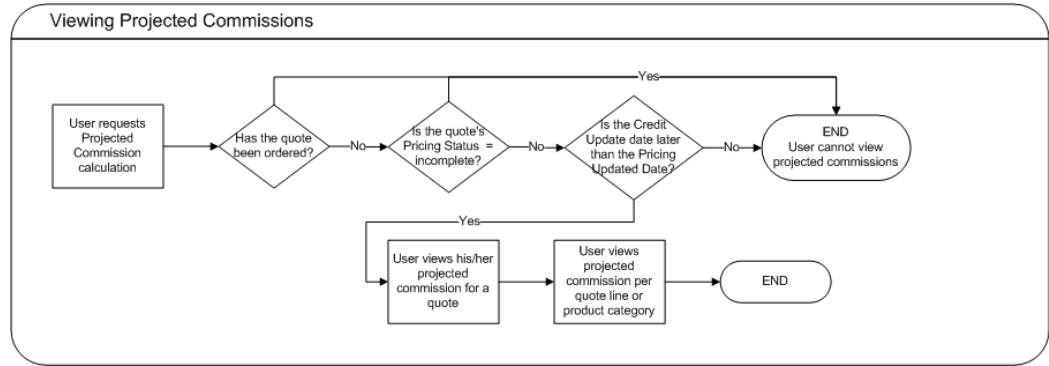 Viewing Projected Commissions
Yes
User requests
Projected
Commission
calculation
Has the quote
been ordered?
No
Is the quote's
Pricing Status =
incomplete?
No
Is the Credit
Update date later
than the Pricing
Updated Date?
No
END
User cannot view
projected commissions
Yes
User views his/her
projected
commission for a
quote
User views
projected
commission per
quote line or
product category
END